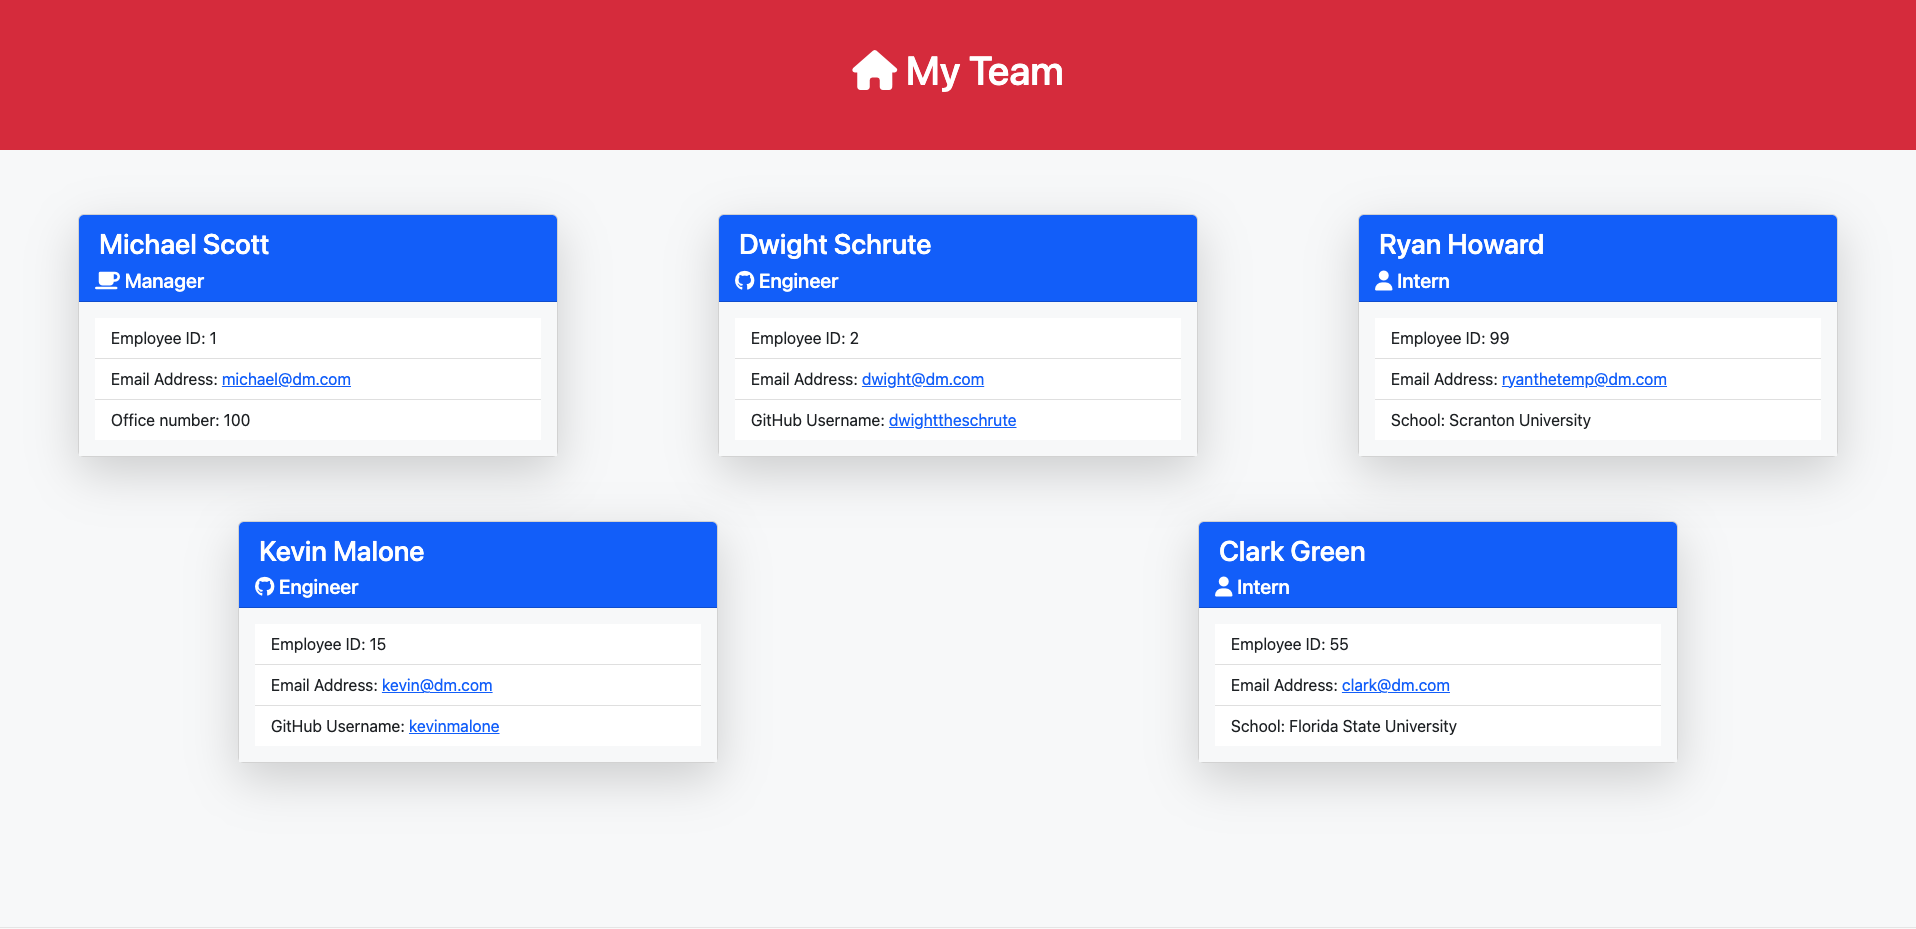 My Team
Michael Scott
Manager
Employee ID: 1
Email Address: michael@dm.com
Office number: 100
Dwight Schrute
Engineer
Employee ID: 2
Email Address: dwight@dm.com
GitHub Username: dwighttheschrute
Ryan Howard
Intern
Employee ID: 99
Email Address: ryanthetemp@dm.com
School: Scranton University
Kevin Malone
Engineer
Employee ID: 15
Email Address: kevin@dm.com
GitHub Username: kevinmalone
Clark Green
Intern
Employee ID: 55
Email Address: clark@dm.com
School: Florida State University